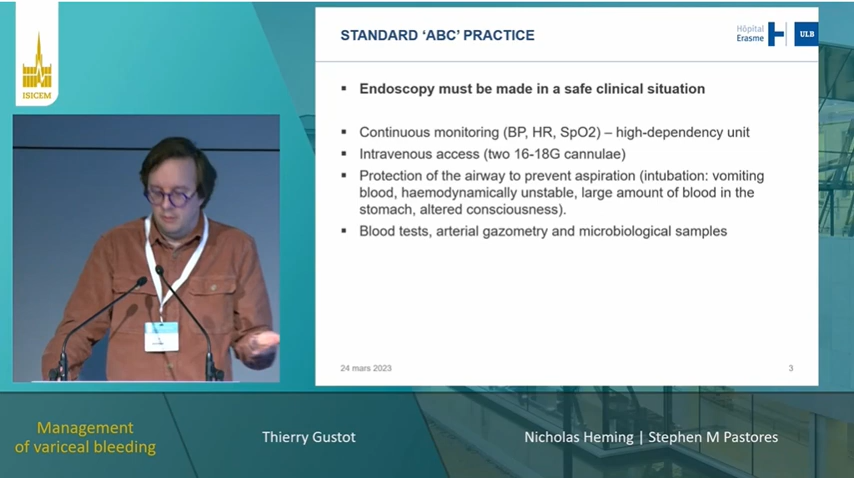 ISICEM
STANDARD ‘ABC’ PRACTICE
Hôpital
Erasme
ULB
▪ Endoscopy must be made in a safe clinical situation
▪ Continuous monitoring (BP, HR, SpO2) – high-dependency unit
▪ Intravenous access (two 16-18G cannulae)
▪ Protection of the airway to prevent aspiration (intubation: vomiting
blood, haemodynamically unstable, large amount of blood in the
stomach, altered consciousness).
▪ Blood tests, arterial gazometry and microbiological samples
24 mars 2023
3
Management
of variceal bleeding
Thierry Gustot
Nicholas Heming | Stephen M Pastores